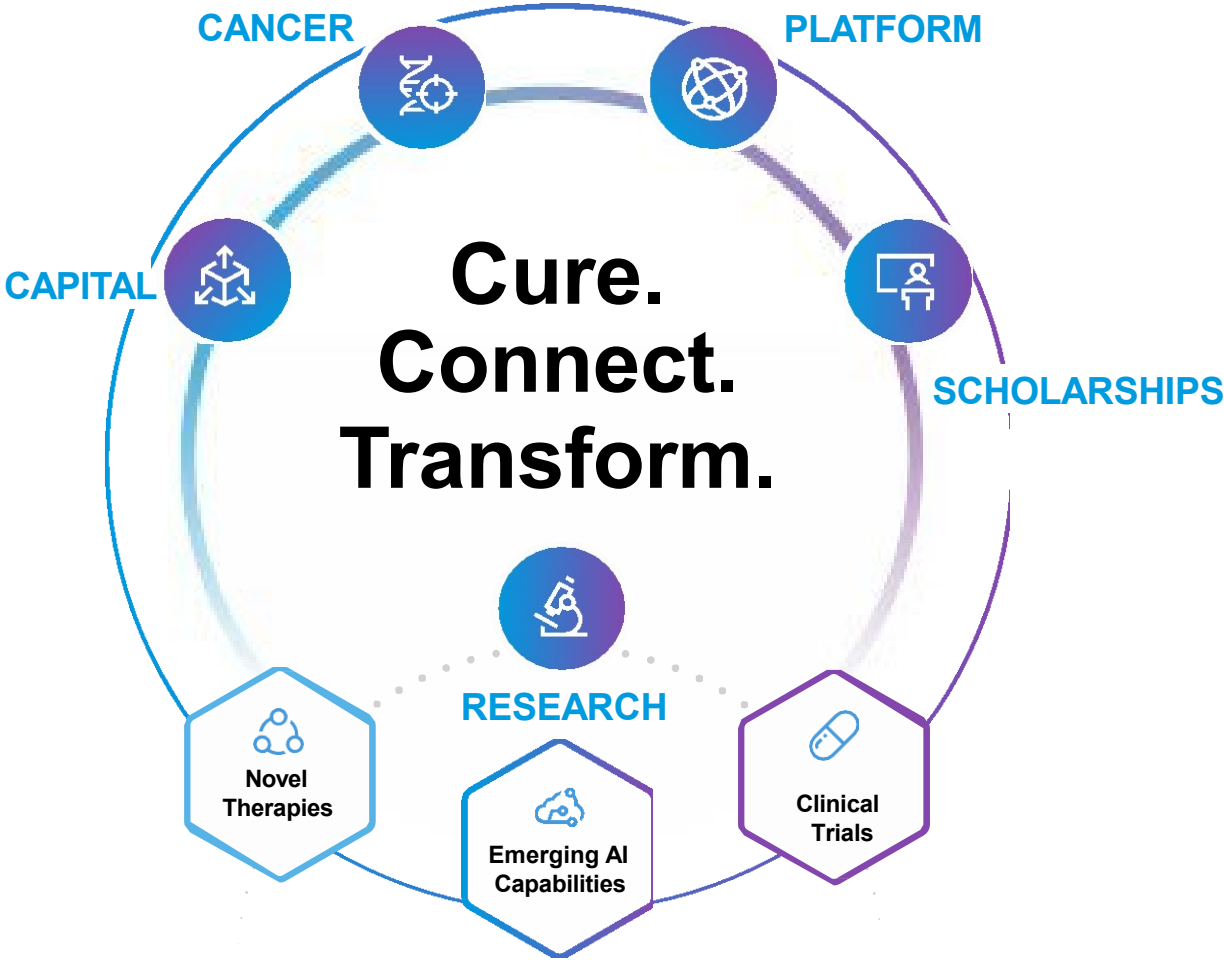 CANCER
PLATFORM
CAPITAL
Cure.
Connect.
Transform.
SCHOLARSHIPS
RESEARCH
Novel
Therapies
Emerging AI
Capabilities
Clinical
Trials